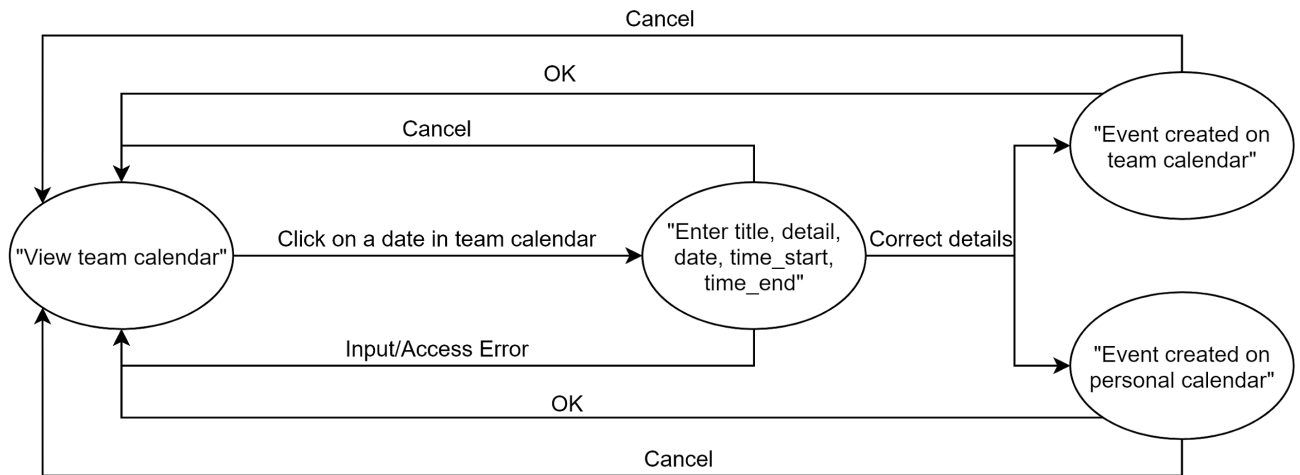 Cancel
OK
Cancel
"Event created on
team calendar"
"View team calendar"
Click on a date in team calendar
"Enter title, detail,
date, time_start,
time_end"
Correct details
Input/Access Error
"Event created on
personal calendar"
OK
Cancel